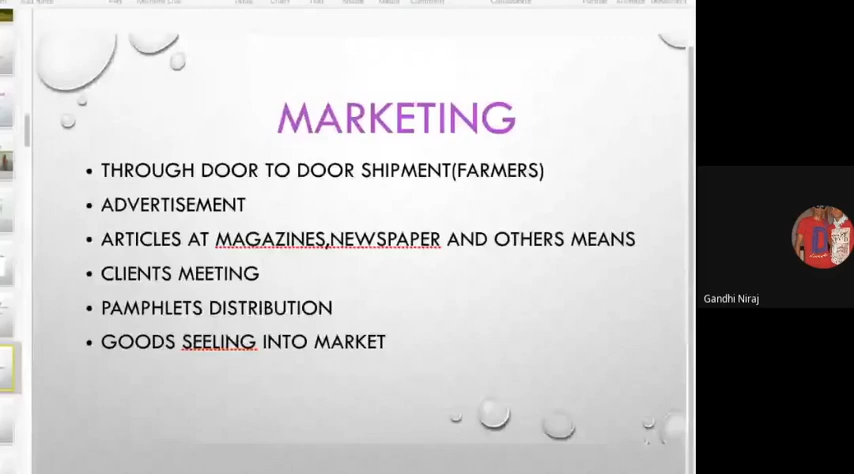 MARKETING
• THROUGH DOOR TO DOOR SHIPMENT(FARMERS)
• ADVERTISEMENT
• ARTICLES AT MAGAZINES,NEWSPAPER AND OTHERS MEANS
• CLIENTS MEETING
• PAMPHLETS DISTRIBUTION
• GOODS SEELING INTO MARKET
Gandhi Niraj